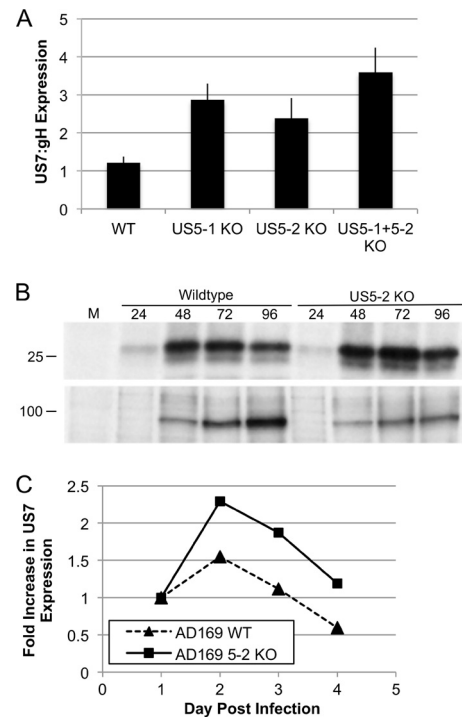 A
US7:gH Expression
5
4
3
2
1
0
WT
US5-1 KO
US5-2 KO
US5-1+5-2
KO
B
Wildtype
US5-2 KO
M 24 48 72 96 24 48 72 96
25
100
C
Fold Increase in US7
Expression
2.5
2
1.5
1
0.5
0
AD169 WT
AD169 5-2 KO
0 1 2 3 4 5
Day Post Infection